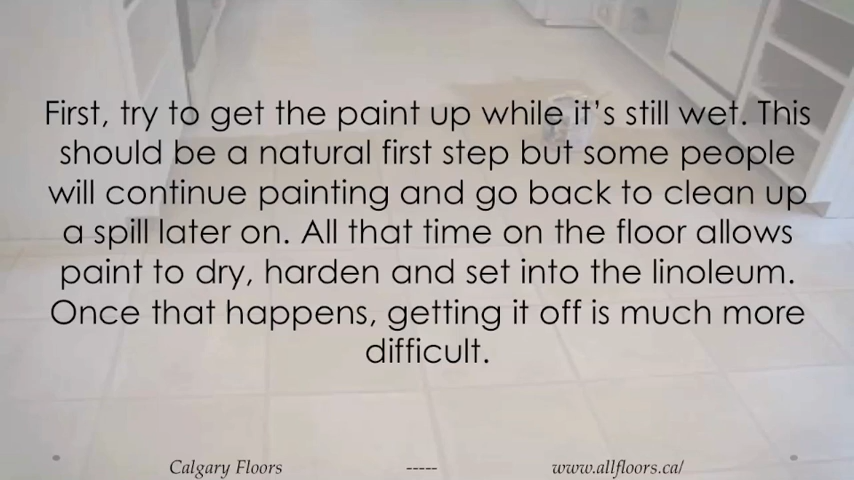 First, try to get the paint up while it’s still wet. This
should be a natural first step but some people
will continue painting and go back to clean up
a spill later on. All that time on the floor allows
paint to dry, harden and set into the linoleum.
Once that happens, getting it off is much more
difficult.
Calgary Floors ----- www.allfloors.ca/